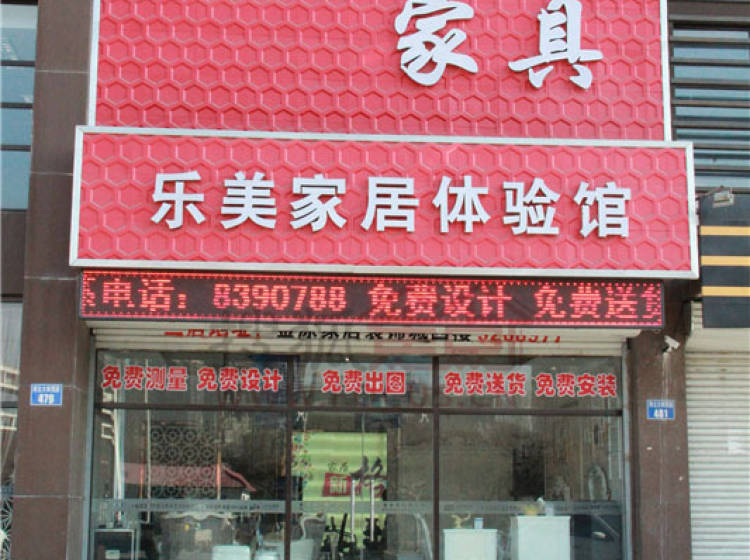 家具
乐美家居体验馆
电话：8390788 免费设计 免费送
免费测量 免费设计 免费出图 免费送货 免费安装
479
481